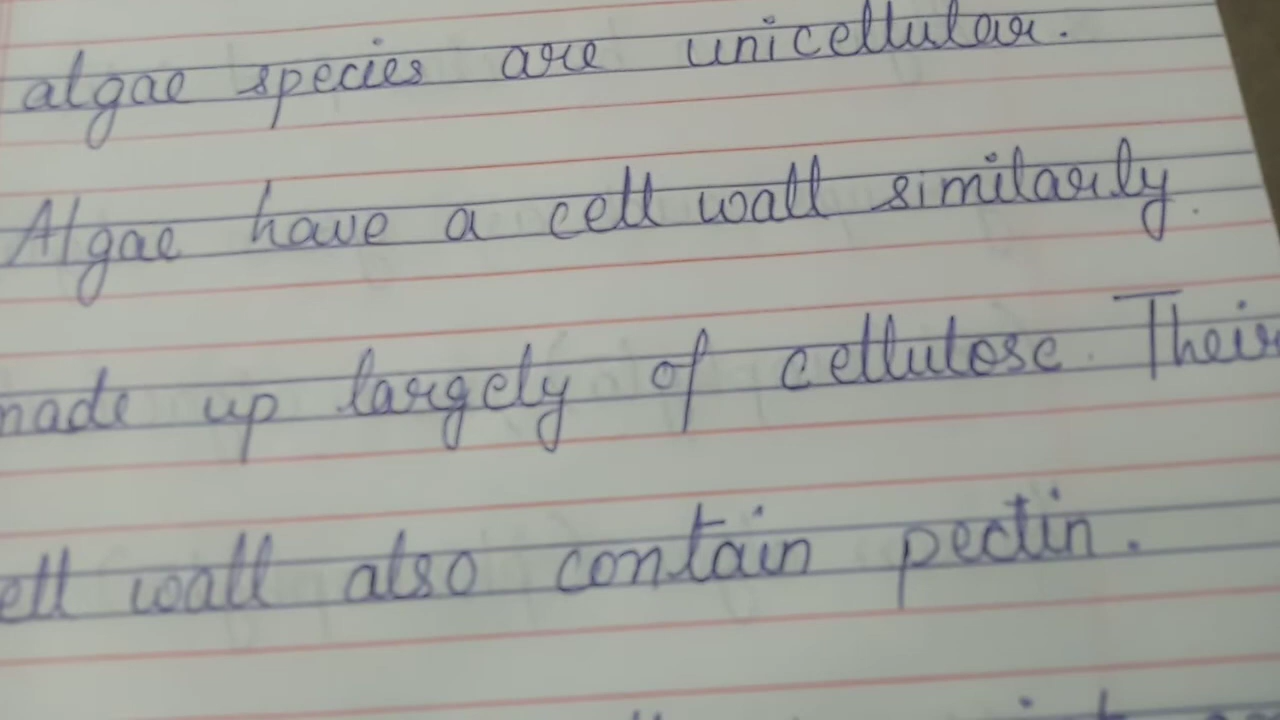 algae species are unicellular.
Algae have a cell wall similarly.
made up largely of cellulose. Their
ell wall also contain pectin.